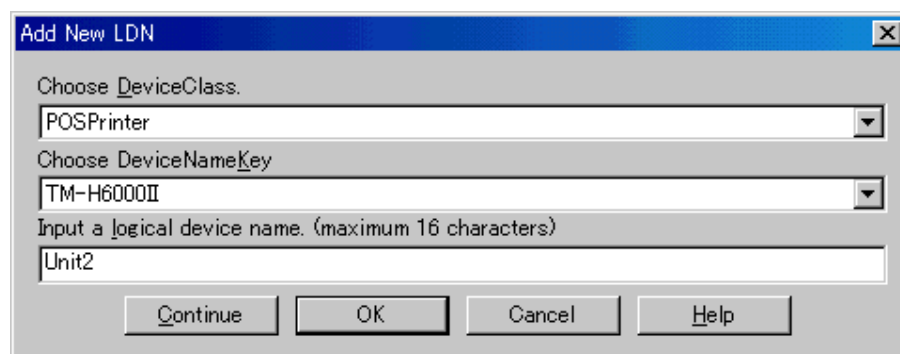 Add New LDN
Choose DeviceClass.
POSPrinter
Choose DeviceNameKey
TM-H6000Ⅱ
Input a logical device name. (maximum 16 characters)
Unit2
Continue OK Cancel Help